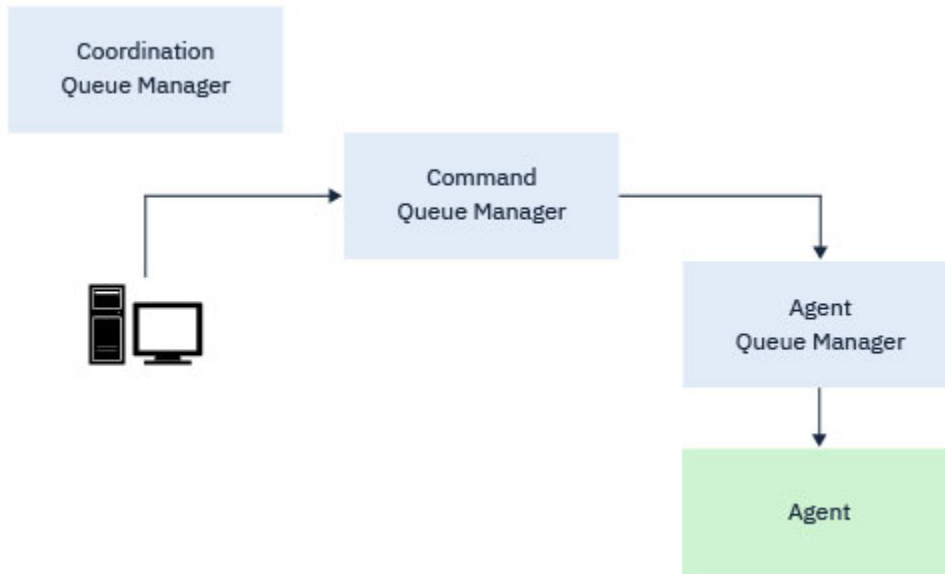 Coordination
Queue Manager
Command
Queue Manager
Agent
Queue Manager
Agent